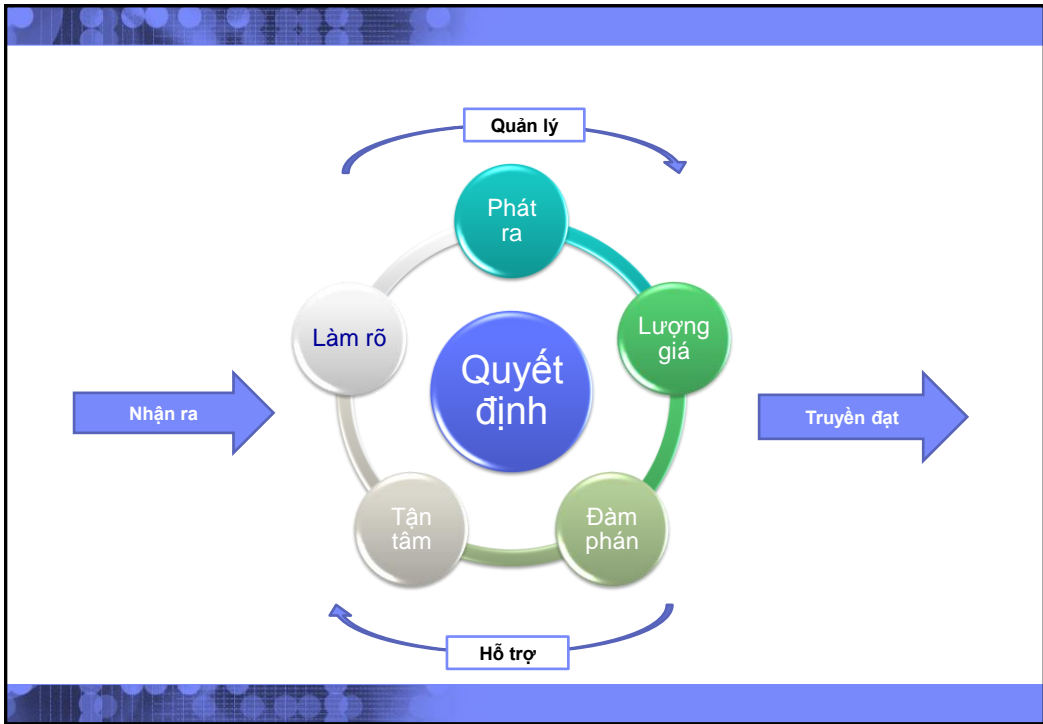 Quản lý
Phát
ra
Làm rõ
Lượng
giá
Quyết
định
Nhận ra
Truyền đạt
Tận
tâm
Đàm
phán
Hỗ trợ